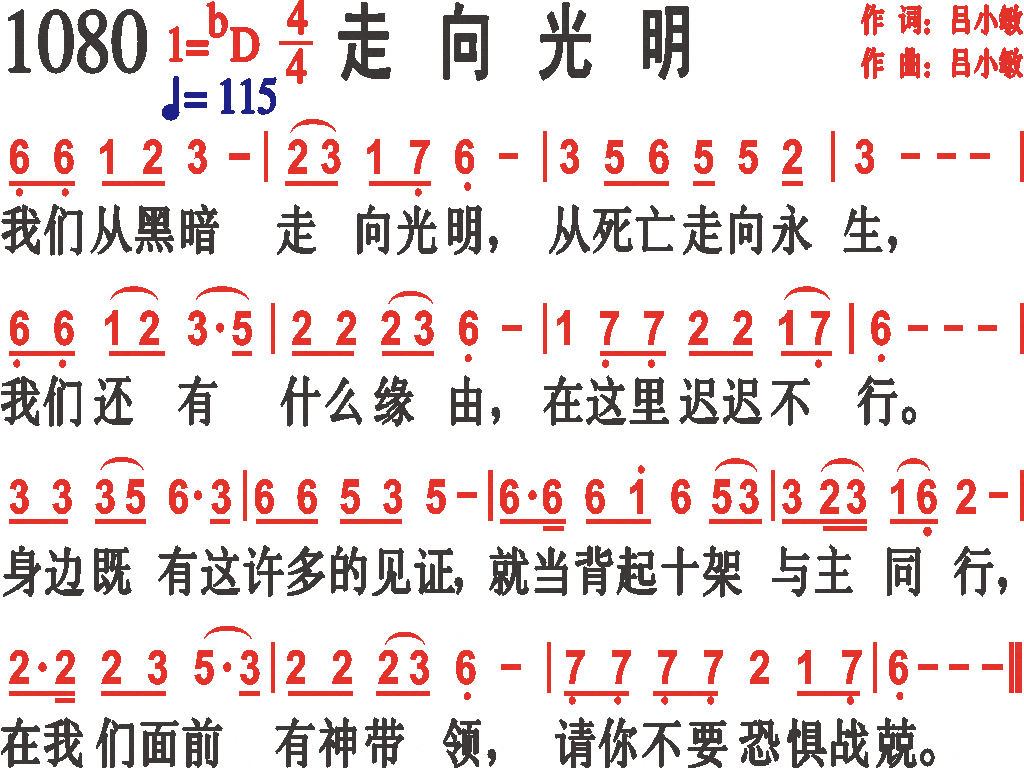 1080 1=bD 4/4 走向光明 作 词：吕小敏
♩= 115 作 曲：吕小敏
6 6 1 2 3 - | 2 3 1 7 6 - | 3 5 6 5 5 2 | 3 - - - |
我们从黑暗 走 向光明，从死亡走向永 生，
6 6 1 2 3·5 | 2 2 2 3 6 - | 1 7 7 2 2 1 7 | 6 - - - |
我们还 有 什么缘 由，在这里迟迟不 行。
3 3 3 5 6·3 | 6 6 5 3 5 - | 6·6 6 1 6 5 3 | 3 2 3 1 6 2 - |
身边既 有这许多的见证，就当背起十架 与主 同 行，
2·2 2 3 5·3 | 2 2 2 3 6 - | 7 7 7 7 2 1 7 | 6 - - - ‖
在我们面前 有神带 领，请你不要恐惧战兢。